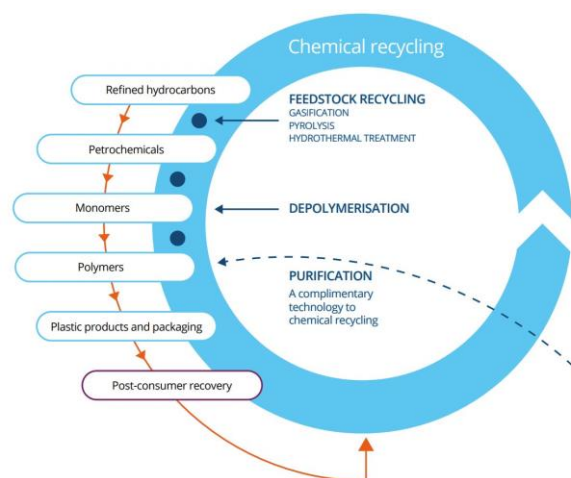 Chemical recycling
Refined hydrocarbons
Petrochemicals
Monomers
Polymers
Plastic products and packaging
Post-consumer recovery
FEEDSTOCK RECYCLING
GASIFICATION
PYROLYSIS
HYDROTHERMAL TREATMENT
DEPOLYMERISATION
PURIFICATION
A complimentary
technology to
chemical recycling